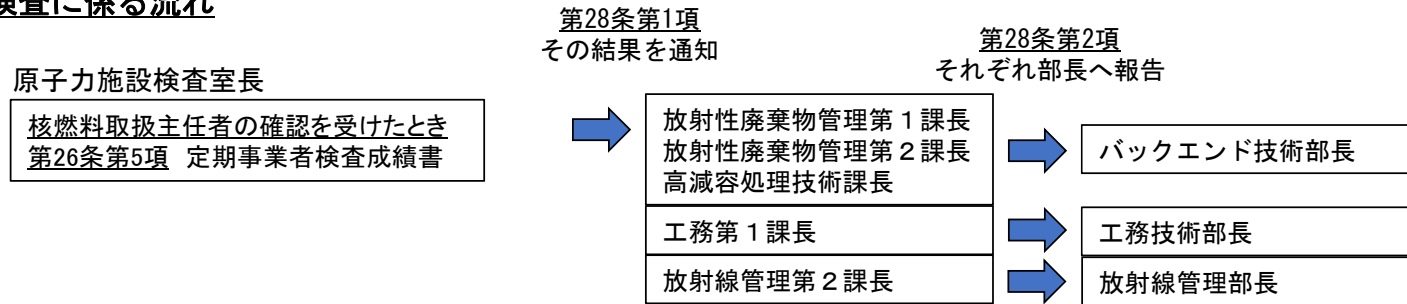 検査に係る流れ
第28条第1項
その結果を通知
第28条第2項
それぞれ部長へ報告
原子力施設検査室長
核燃料取扱主任者の確認を受けたとき
第26条第5項 定期事業者検査成績書
放射性廃棄物管理第１課長
放射性廃棄物管理第２課長
高減容処理技術課長
バックエンド技術部長
工務第１課長
工務技術部長
放射線管理第２課長
放射線管理部長